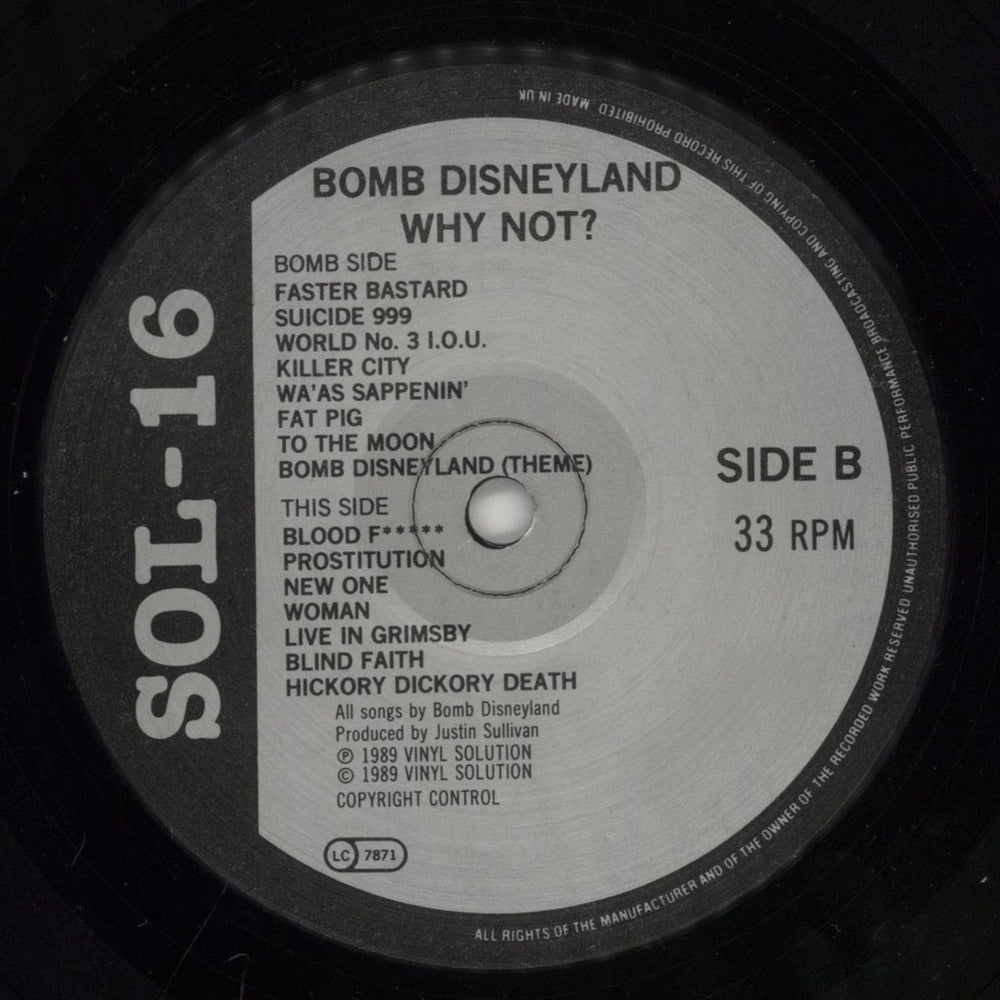 BOMB DISNEYLAND
WHY NOT?
BOMB SIDE
FASTER BASTARD
SUICIDE 999
WORLD No. 3 I.O.U.
KILLER CITY
WA'AS SAPPENIN'
FAT PIG
TO THE MOON
BOMB DISNEYLAND (THEME)
THIS SIDE
BLOOD F*****
PROSTITUTION
NEW ONE
WOMAN
LIVE IN GRIMSBY
BLIND FAITH
HICKORY DICKORY DEATH
All songs by Bomb Disneyland
Produced by Justin Sullivan
℗ 1989 VINYL SOLUTION
© 1989 VINYL SOLUTION
COPYRIGHT CONTROL
LC 7871
SIDE B
33 RPM
SOL-16
ALL RIGHTS OF THE MANUFACTURER AND OF THE OWNER OF THE RECORDED WORK RESERVED UNAUTHORISED PUBLIC PERFORMANCE BROADCASTING AND COPYING OF THIS RECORD PROHIBITED MADE IN UK